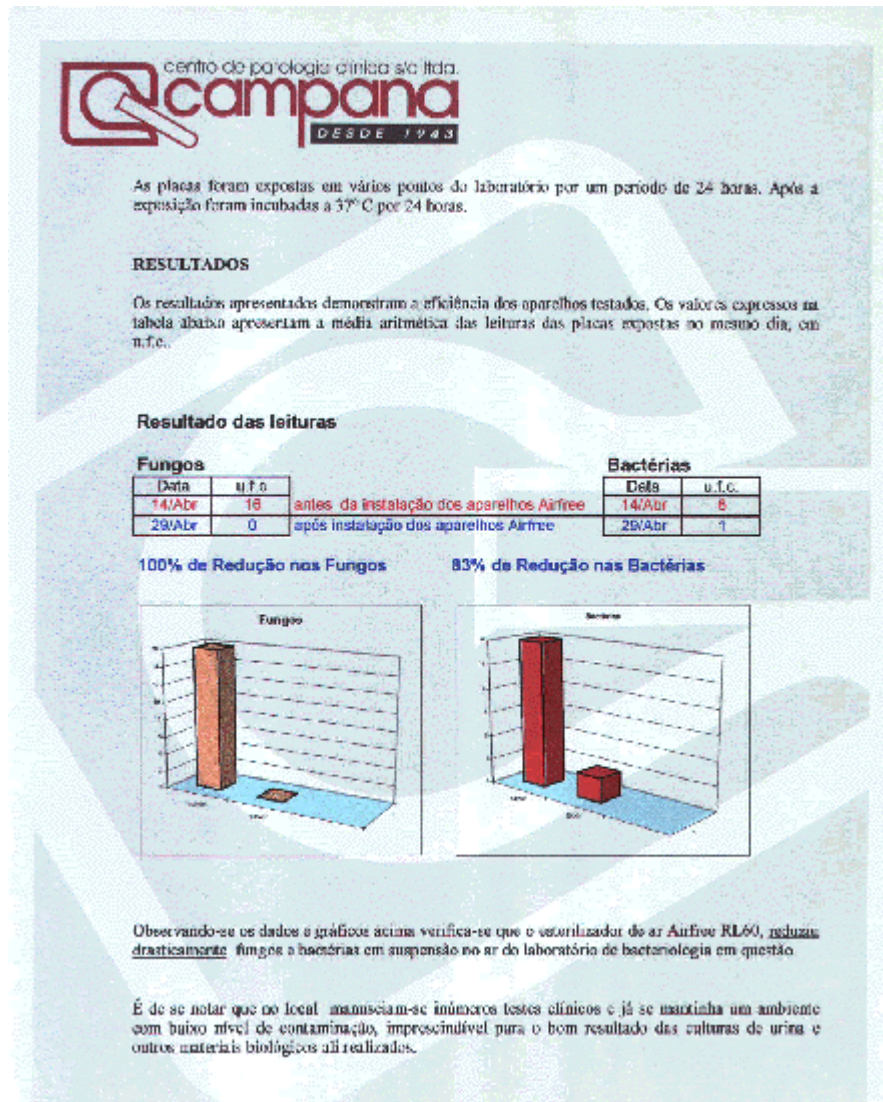 centro de patologia clínica s/c ltda.
campana
DESDE 1943
As placas foram expostas em vários pontos do laboratório por um período de 24 horas. Após a
exposição foram incubadas a 37º C por 24 horas.
RESULTADOS
Os resultados apresentados demonstram a eficiência dos aparelhos testados. Os valores expressos na
tabela abaixo apresentam a média aritmética das leituras das placas expostas no mesmo dia, em
u.f.c..
Resultado das leituras
Fungos Bactérias
Data u.f.c. Data u.f.c.
14/Abr 16 antes da instalação dos aparelhos Airfree 14/Abr 6
29/Abr 0 após instalação dos aparelhos Airfree 29/Abr 1
100% de Redução nos Fungos 83% de Redução nas Bactérias
Fungos Bactérias
Observando-se os dados e gráficos acima verifica-se que o esterilizador de ar Airfree RL60, reduziu
drasticamente fungos e bactérias em suspensão no ar do laboratório de bacteriologia em questão
É de se notar que no local manuseiam-se inúmeros testes clínicos e já se mantinha um ambiente
com baixo nível de contaminação, imprescindível para o bom resultado das culturas de urina e
outros materiais biológicos ali realizados.